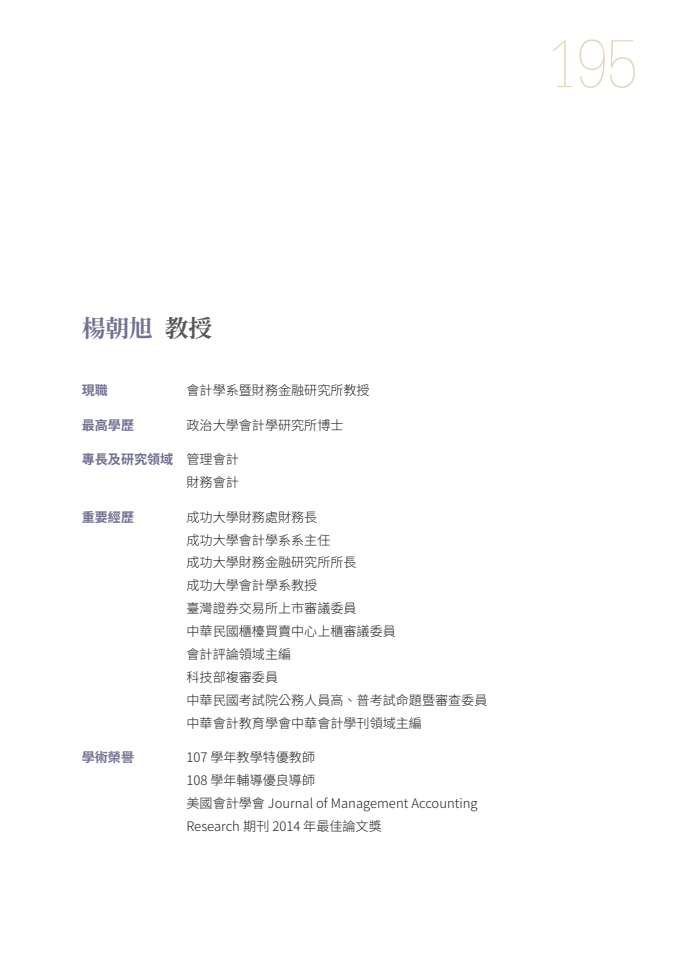 195
楊朝旭 教授
現職 會計學系暨財務金融研究所教授
最高學歷 政治大學會計學研究所博士
專長及研究領域 管理會計
財務會計
重要經歷 成功大學財務處財務長
成功大學會計學系系主任
成功大學財務金融研究所所長
成功大學會計學系教授
臺灣證券交易所上市審議委員
中華民國櫃檯買賣中心上櫃審議委員
會計評論領域主編
科技部複審委員
中華民國考試院公務人員高、普考試命題暨審查委員
中華會計教育學會中華會計學刊領域主編
學術榮譽 107 學年教學特優教師
108 學年輔導優良導師
美國會計學會 Journal of Management Accounting
Research 期刊 2014 年最佳論文獎